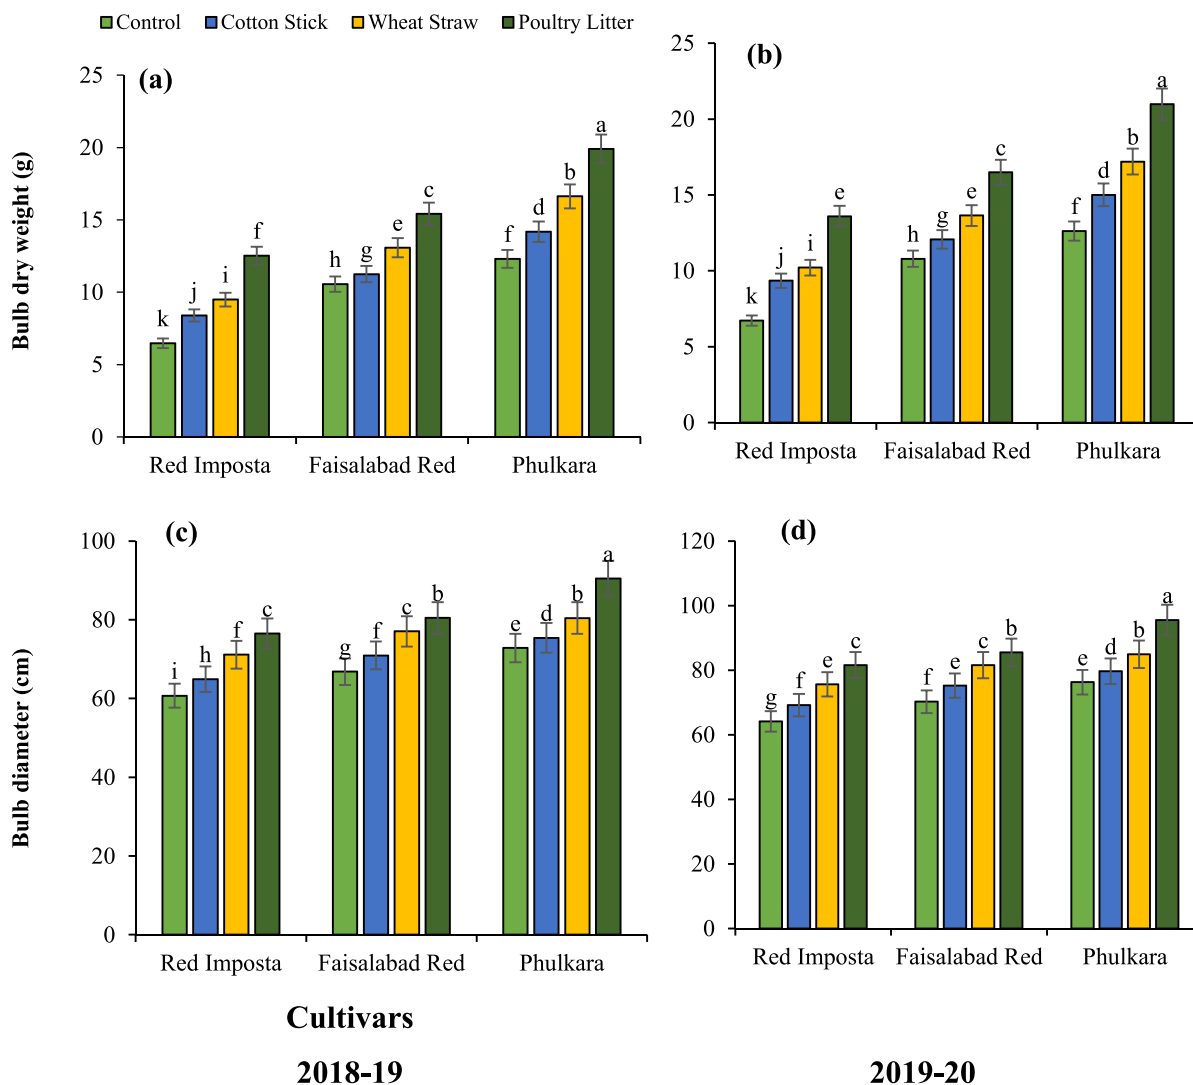 Control Cotton Stick Wheat Straw Poultry Litter
(a)
Bulb dry weight (g)
25
20
15
10
5
0
k j i f
h g e c
f d b a
Red Imposta Faisalabad Red Phulkara
(b)
25
20
15
10
5
0
k j i e
h g e c
f d b a
Red Imposta Faisalabad Red Phulkara
(c)
Bulb diameter (cm)
100
80
60
40
20
0
i h f c
g f c b
e d b a
Red Imposta Faisalabad Red Phulkara
(d)
120
100
80
60
40
20
0
g f e c
f e c b
e d b a
Red Imposta Faisalabad Red Phulkara
Cultivars
2018-19 2019-20